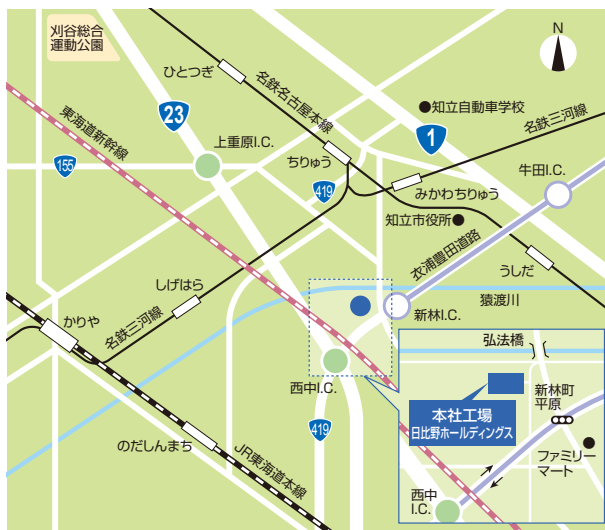 刈谷総合
運動公園
ひとつぎ
名鉄名古屋本線
N
知立自動車学校
名鉄三河線
東海道新幹線
23
上重原I.C.
1
ちりゅう
牛田I.C.
155
419
みかわちりゅう
知立市役所
衣浦豊田道路
うしだ
しげはら
猿渡川
かりや
名鉄三河線
新林I.C.
西中I.C.
419
のだしんまち
JR東海道本線
弘法橋
新林町
平原
本社工場
日比野ホールディングス
ファミリー
マート
西中
I.C.